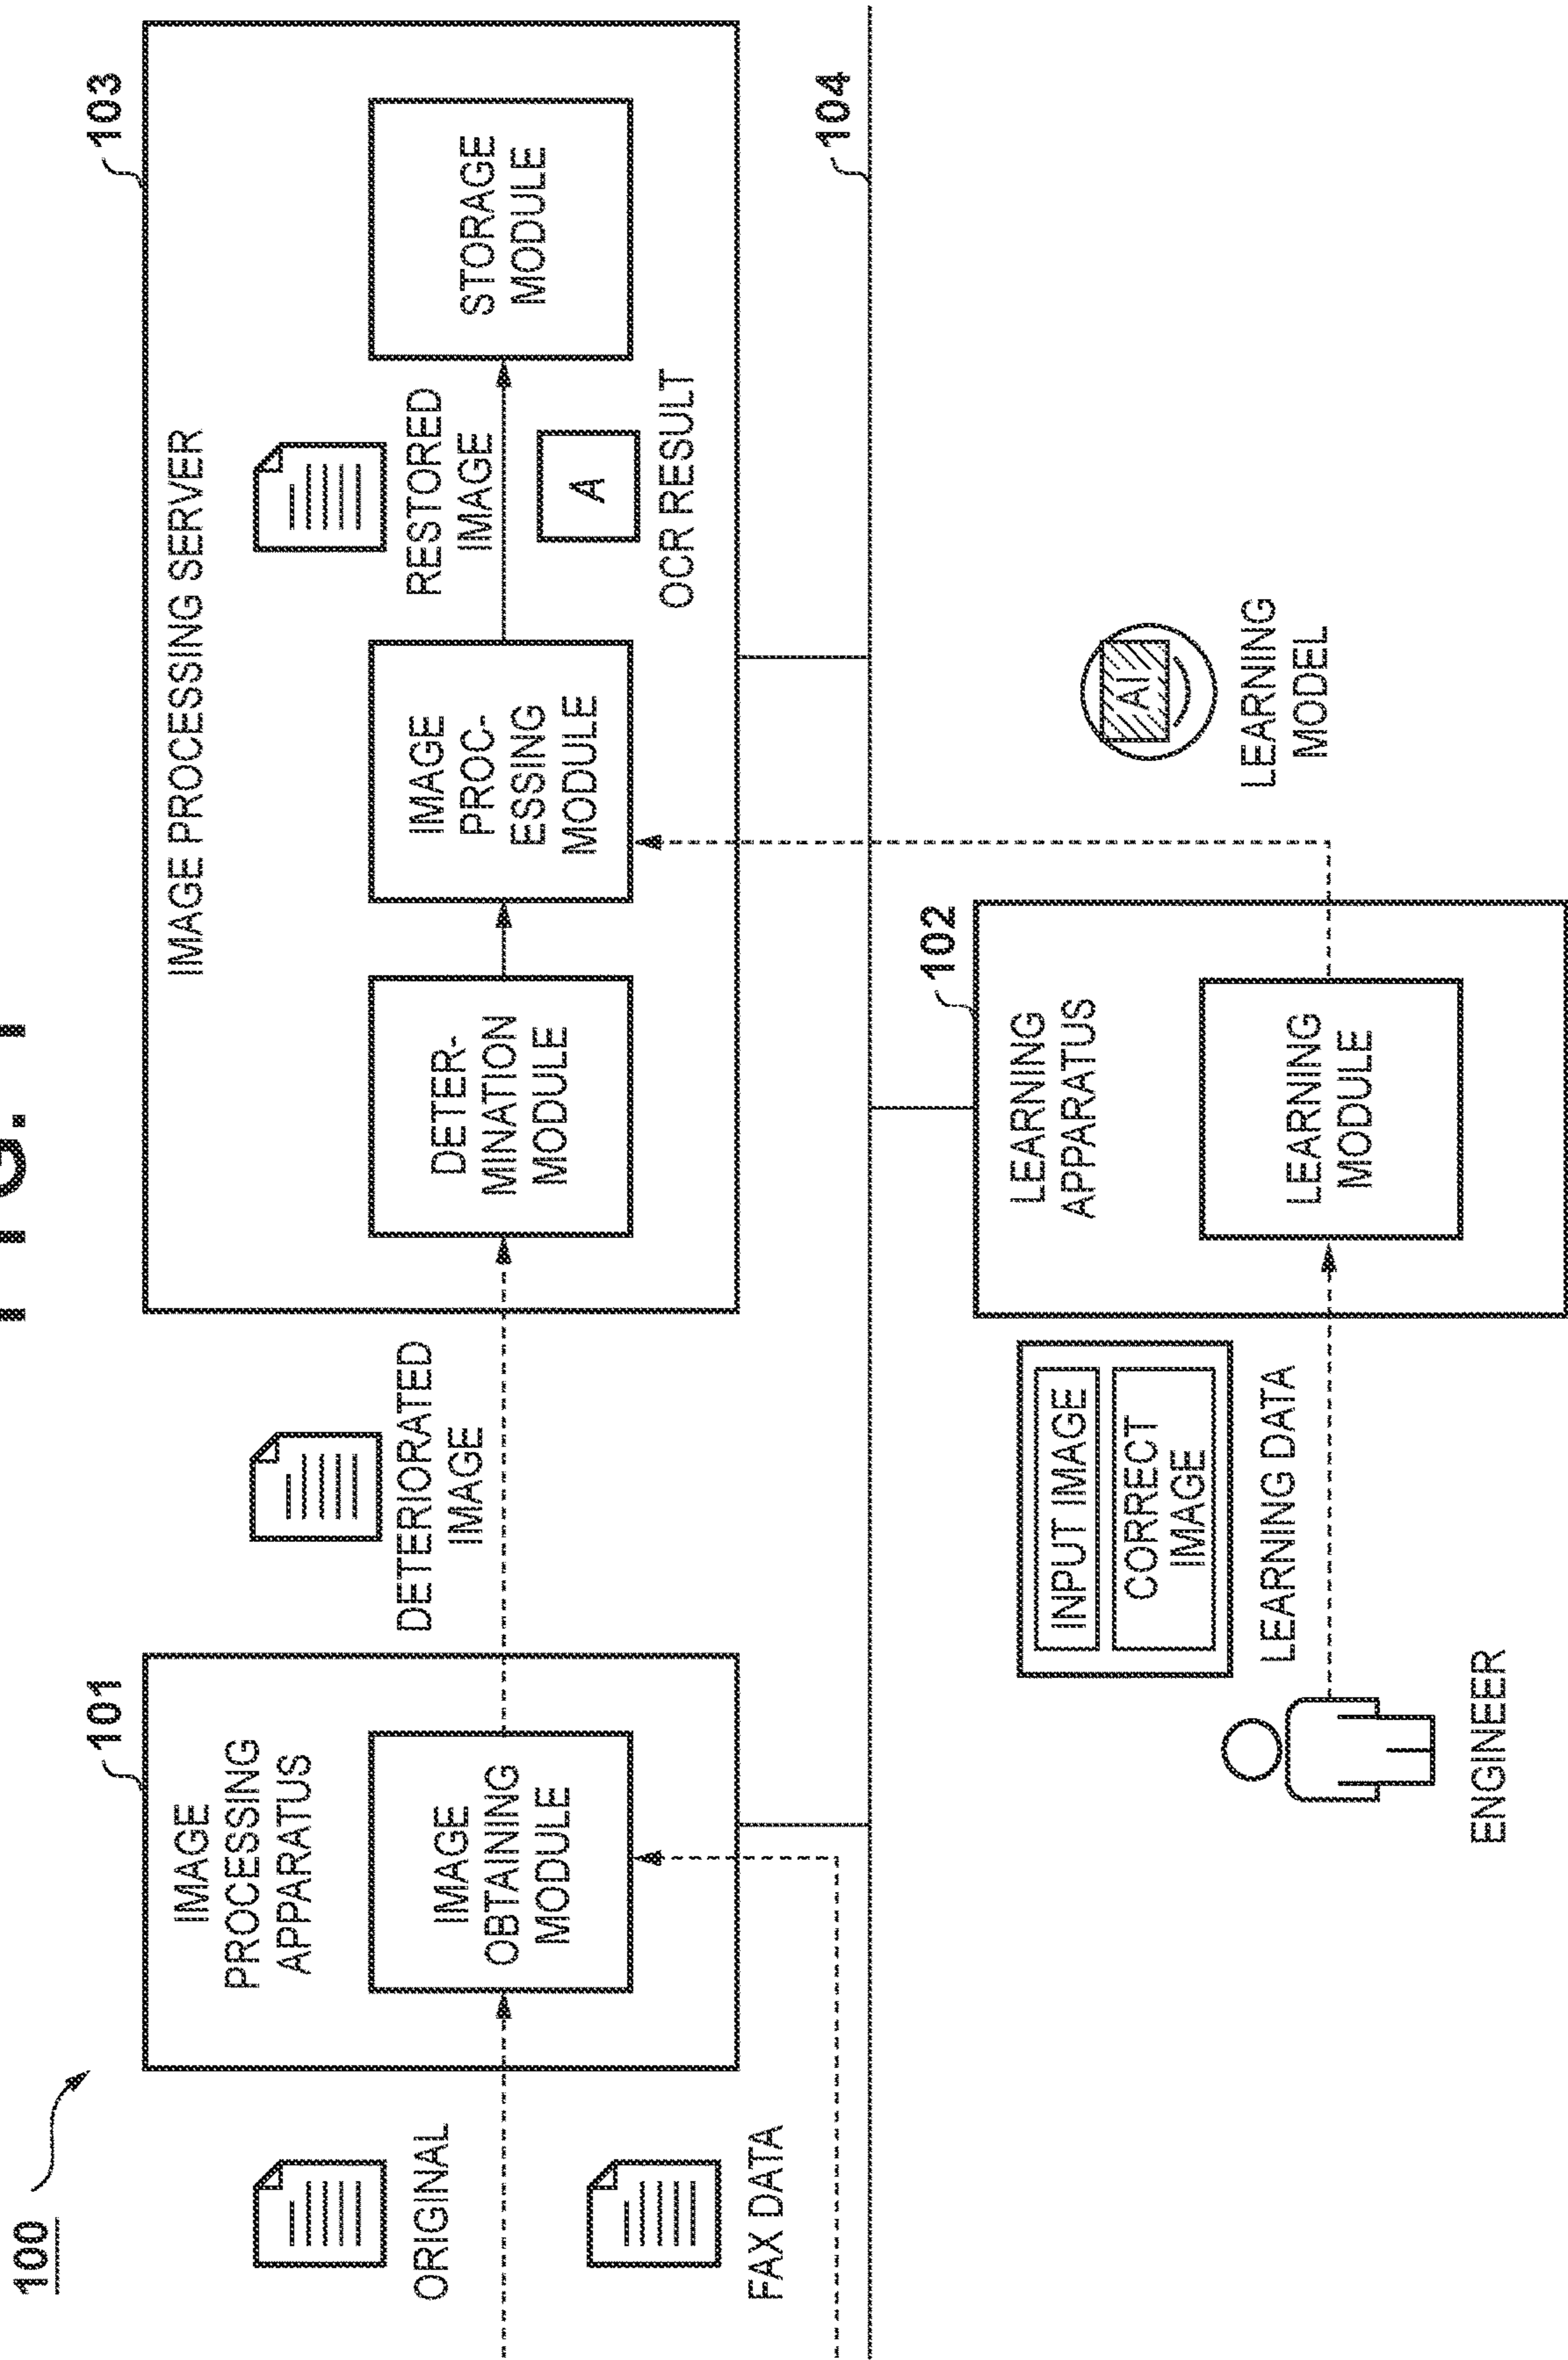 FIG. 1
100
101
IMAGE
PROCESSING
APPARATUS
IMAGE
OBTAINING
MODULE
ORIGINAL
FAX DATA
DETERIORATED
IMAGE
103
IMAGE PROCESSING SERVER
DETER-
MINATION
MODULE
IMAGE
PROC-
ESSING
MODULE
RESTORED
IMAGE
A
OCR RESULT
STORAGE
MODULE
104
102
LEARNING
APPARATUS
LEARNING
MODULE
INPUT IMAGE
CORRECT
IMAGE
LEARNING DATA
ENGINEER
AI
LEARNING
MODEL